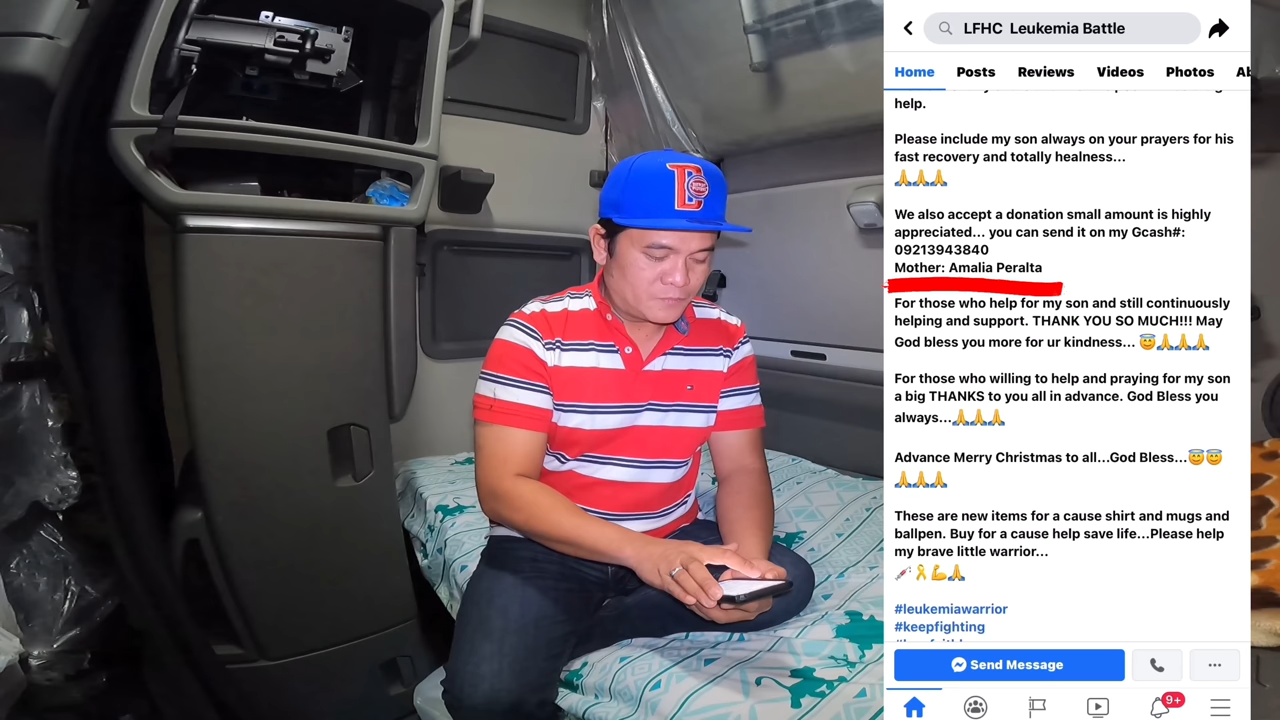 LFHC Leukemia Battle
Home Posts Reviews Videos Photos
help.
Please include my son always on your prayers for his
fast recovery and totally healness...
🙏🙏🙏
We also accept a donation small amount is highly
appreciated... you can send it on my Gcash#:
09213943840
Mother: Amalia Peralta
For those who help for my son and still continuously
helping and support. THANK YOU SO MUCH!!! May
God bless you more for ur kindness... 😇🙏🙏🙏
For those who willing to help and praying for my son
a big THANKS to you all in advance. God Bless you
always...🙏🙏🙏
Advance Merry Christmas to all...God Bless...😇😇
🙏🙏🙏
These are new items for a cause shirt and mugs and
ballpen. Buy for a cause help save life...Please help
my brave little warrior...
💉🎗💪🙏
#leukemiawarrior
#keepfighting
Send Message
9+